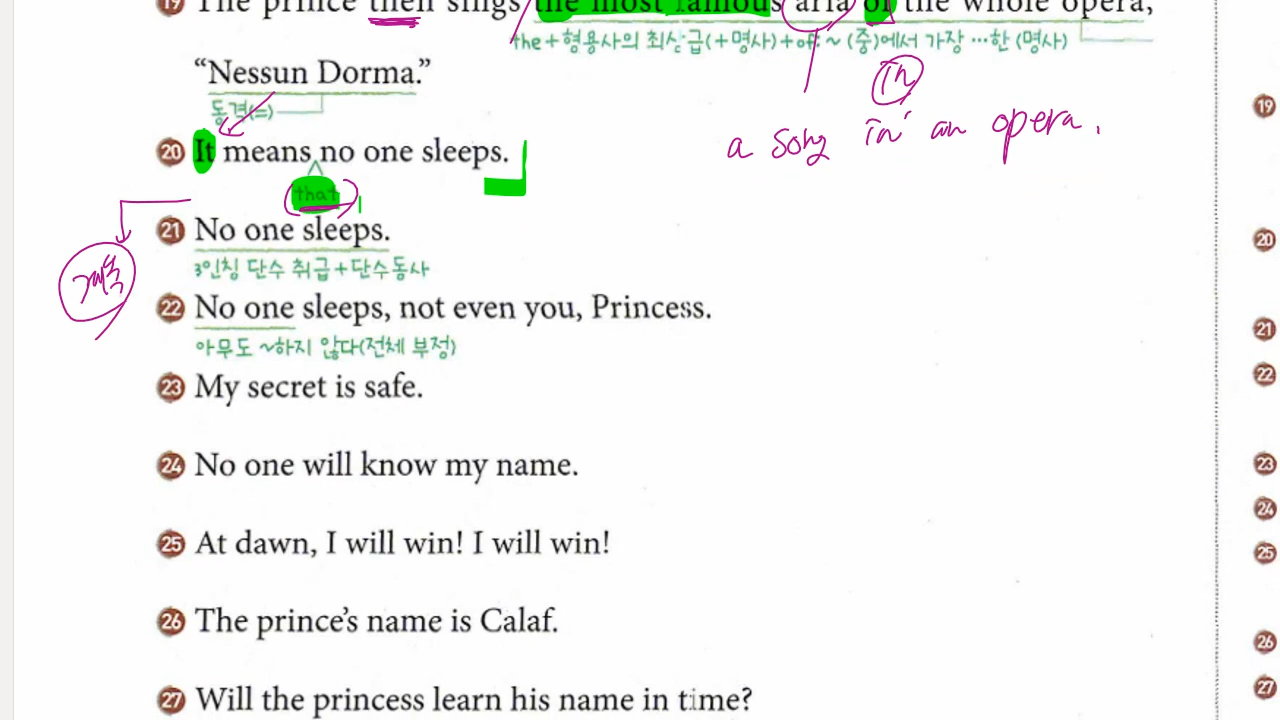 ⑲ The prince then sings the most famous aria of the whole opera,
the+형용사의 최상급(+명사)+of: ~ (중)에서 가장 …한 (명사)
in
"Nessun Dorma."
동격(=)
a song in an opera.
⑳ It means no one sleeps.
(that)
㉑ No one sleeps.
3인칭 단수 취급+단수동사
㉒ No one sleeps, not even you, Princess.
아무도 ~하지 않다(전체 부정)
㉓ My secret is safe.
㉔ No one will know my name.
㉕ At dawn, I will win! I will win!
㉖ The prince's name is Calaf.
㉗ Will the princess learn his name in time?
⑲
⑳
㉑
㉒
㉓
㉔
㉕
㉖
㉗